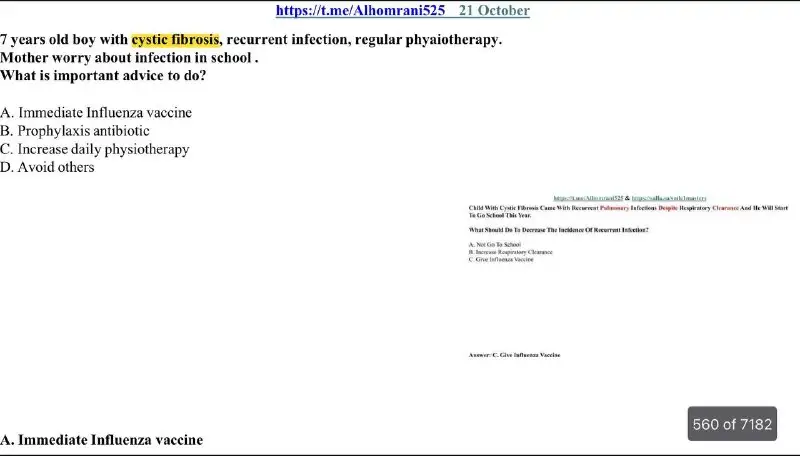 https://t.me/Alhomrani525 21 October
7 years old boy with cystic fibrosis, recurrent infection, regular phyaiotherapy.
Mother worry about infection in school .
What is important advice to do?
A. Immediate Influenza vaccine
B. Prophylaxis antibiotic
C. Increase daily physiotherapy
D. Avoid others
https://t.me/Alhomrani525 &
Child With Cystic Fibrosis Came With Recurrent Pulmonary Infections Despite Respiratory Clearance And He Will Start
To Go School This Year.
What Should Do To Decrease The Incidence Of Recurrent Infection?
A. Not Go To School
B. Increase Respiratory Clearance
C. Give Influenza Vaccine
Answer: C. Give Influenza Vaccine
560 of 7182
A. Immediate Influenza vaccine